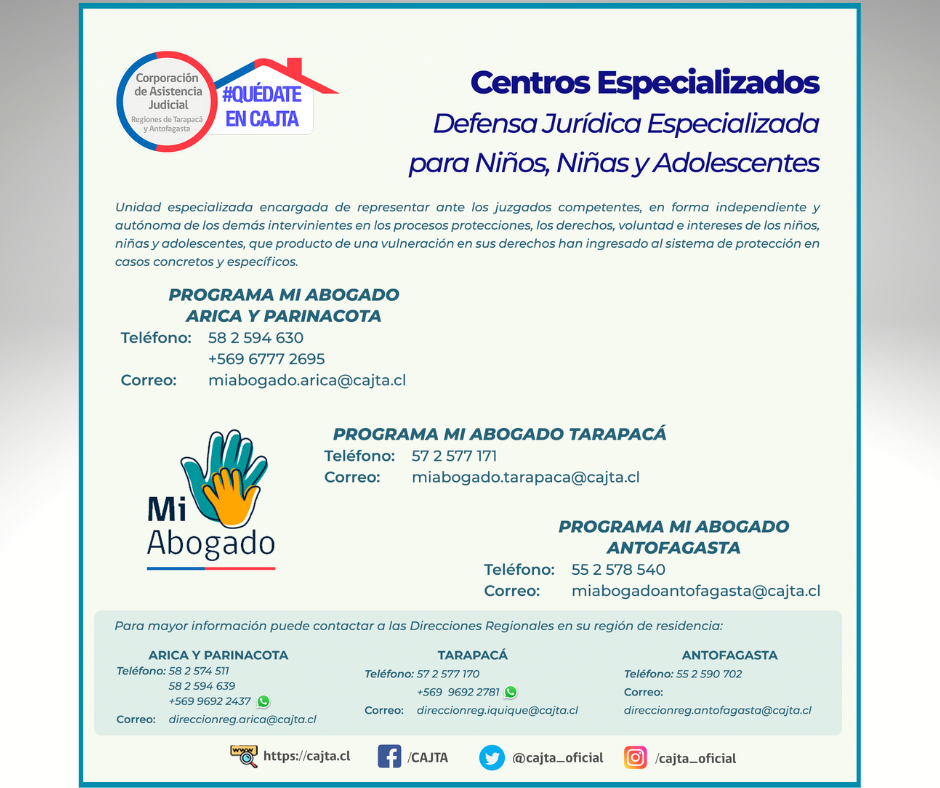 Corporación
de Asistencia
Judicial
Regiones de Tarapacá
y Antofagasta
#QUÉDATE
EN CAJTA
Centros Especializados
Defensa Jurídica Especializada
para Niños, Niñas y Adolescentes
Unidad especializada encargada de representar ante los juzgados competentes, en forma independiente y
autónoma de los demás intervinientes en los procesos protecciones, los derechos, voluntad e intereses de los niños,
niñas y adolescentes, que producto de una vulneración en sus derechos han ingresado al sistema de protección en
casos concretos y específicos.
PROGRAMA MI ABOGADO
ARICA Y PARINACOTA
Teléfono: 58 2 594 630
+569 6777 2695
Correo: miabogado.arica@cajta.cl
PROGRAMA MI ABOGADO TARAPACÁ
Teléfono: 57 2 577 171
Correo: miabogado.tarapaca@cajta.cl
Mi
Abogado
PROGRAMA MI ABOGADO
ANTOFAGASTA
Teléfono: 55 2 578 540
Correo: miabogadoantofagasta@cajta.cl
Para mayor información puede contactar a las Direcciones Regionales en su región de residencia:
ARICA Y PARINACOTA
Teléfono: 58 2 574 511
58 2 594 639
+569 9692 2437
Correo: direccionreg.arica@cajta.cl
TARAPACÁ
Teléfono: 57 2 577 170
+569 9692 2781
Correo: direccionreg.iquique@cajta.cl
ANTOFAGASTA
Teléfono: 55 2 590 702
Correo:
direccionreg.antofagasta@cajta.cl
www
https://cajta.cl
/CAJTA
@cajta_oficial
/cajta_oficial